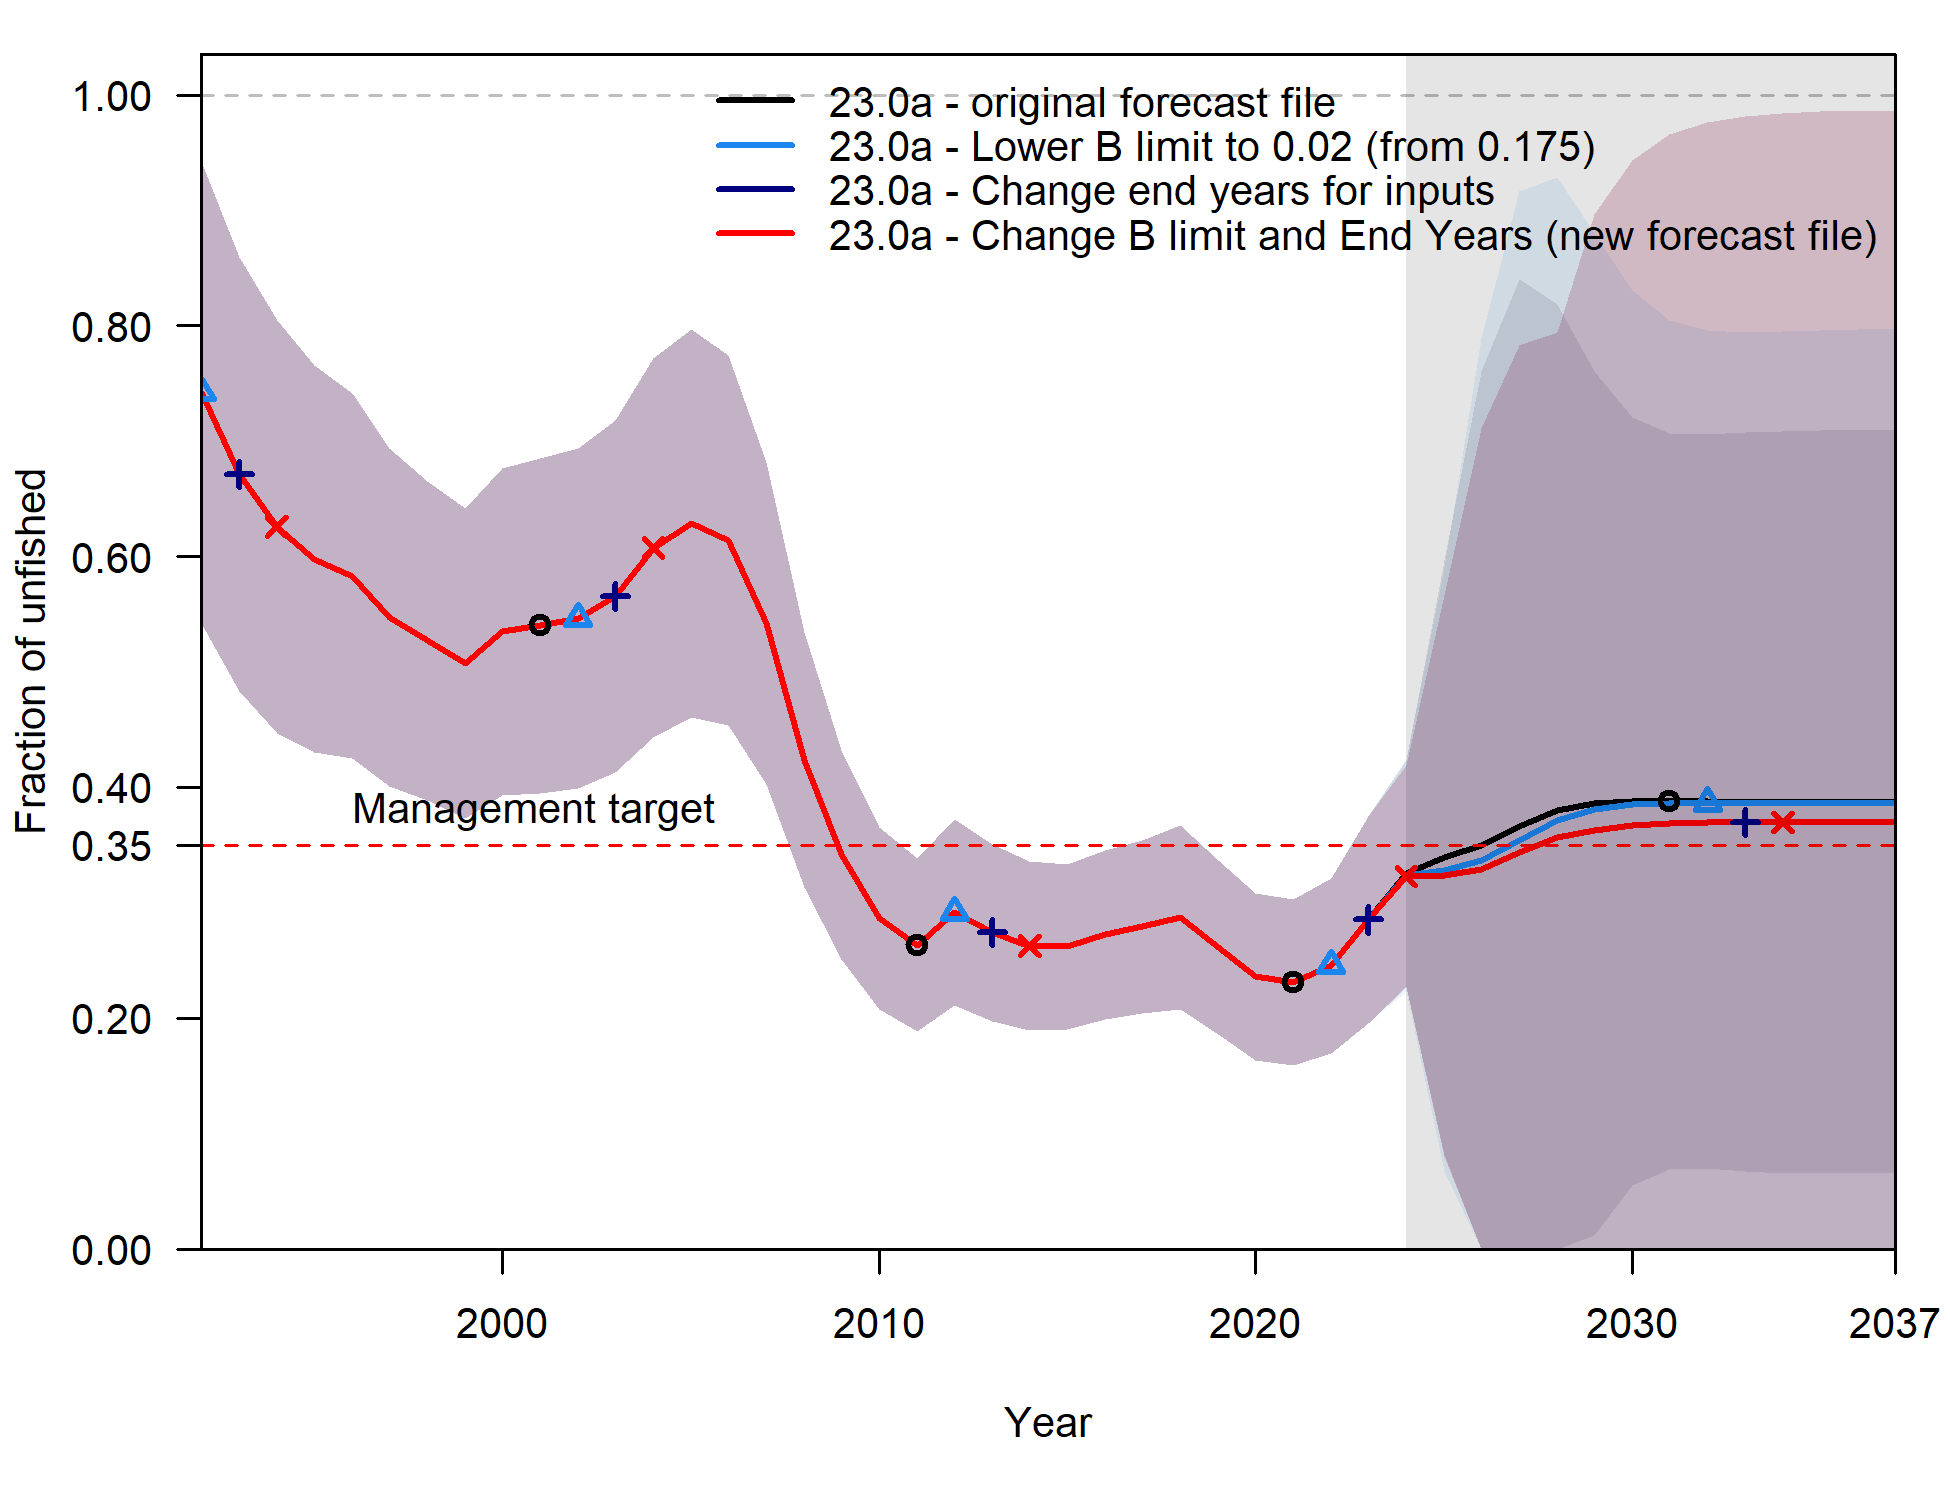 23.0a - original forecast file
23.0a - Lower B limit to 0.02 (from 0.175)
23.0a - Change end years for inputs
23.0a - Change B limit and End Years (new forecast file)
1.00
0.80
0.60
0.40
0.35
0.20
0.00
Fraction of unfished
Management target
2000
2010
2020
2030
2037
Year